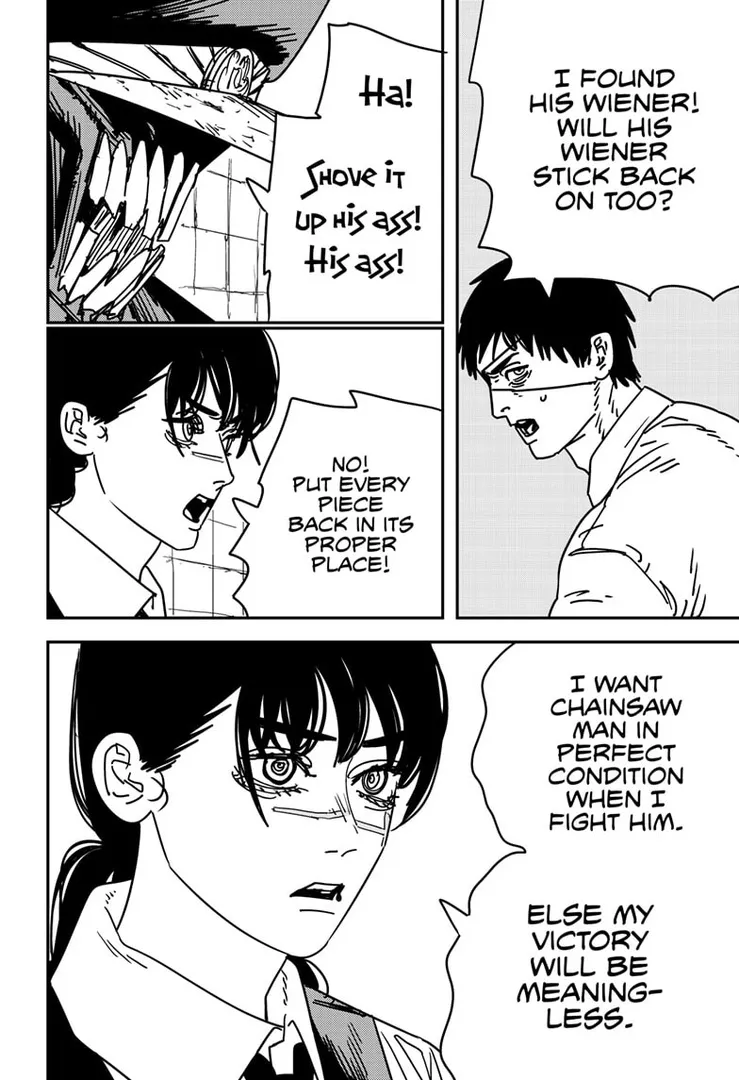 I FOUND
HIS WIENER!
WILL HIS
WIENER
STICK BACK
ON TOO?
Ha!
Shove it
up his ass!
His ass!
NO!
PUT EVERY
PIECE
BACK IN ITS
PROPER
PLACE!
I WANT
CHAINSAW
MAN IN
PERFECT
CONDITION
WHEN I
FIGHT HIM.
ELSE MY
VICTORY
WILL BE
MEANING-
LESS.